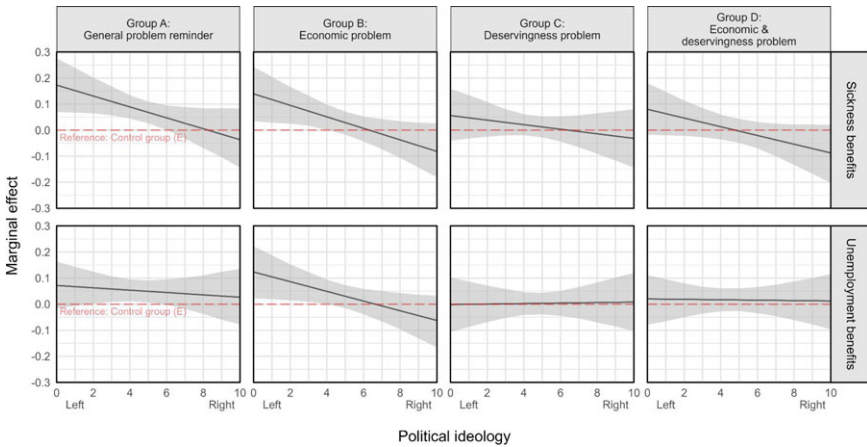 Group A:
General problem reminder
Group B:
Economic problem
Group C:
Deservingness problem
Group D:
Economic &
deservingness problem
0.3
0.2
0.1
0.0
-0.1
-0.2
-0.3
Reference: Control group (E)
Sickness benefits
Marginal effect
0.3
0.2
0.1
0.0
-0.1
-0.2
-0.3
Reference: Control group (E)
Unemployment benefits
0 2 4 6 8 10 0 2 4 6 8 10 0 2 4 6 8 10 0 2 4 6 8 10
Left Right Left Right Left Right Left Right
Political ideology